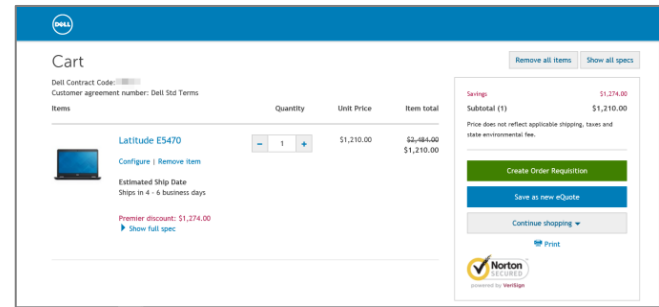 DELL
Cart
Remove all items
Show all specs
Dell Contract Code:
Customer agreement number: Dell Std Terms
Items
Quantity
Unit Price
Item total
Latitude E5470
Configure | Remove item
Estimated Ship Date
Ships in 4 - 6 business days
Premier discount: $1,274.00
Show full spec
− 1 +
$1,210.00
$2,484.00
$1,210.00
Savings $1,274.00
Subtotal (1) $1,210.00
Price does not reflect applicable shipping, taxes and
state environmental fee.
Create Order Requisition
Save as new eQuote
Continue shopping
Print
Norton
SECURED
powered by VeriSign